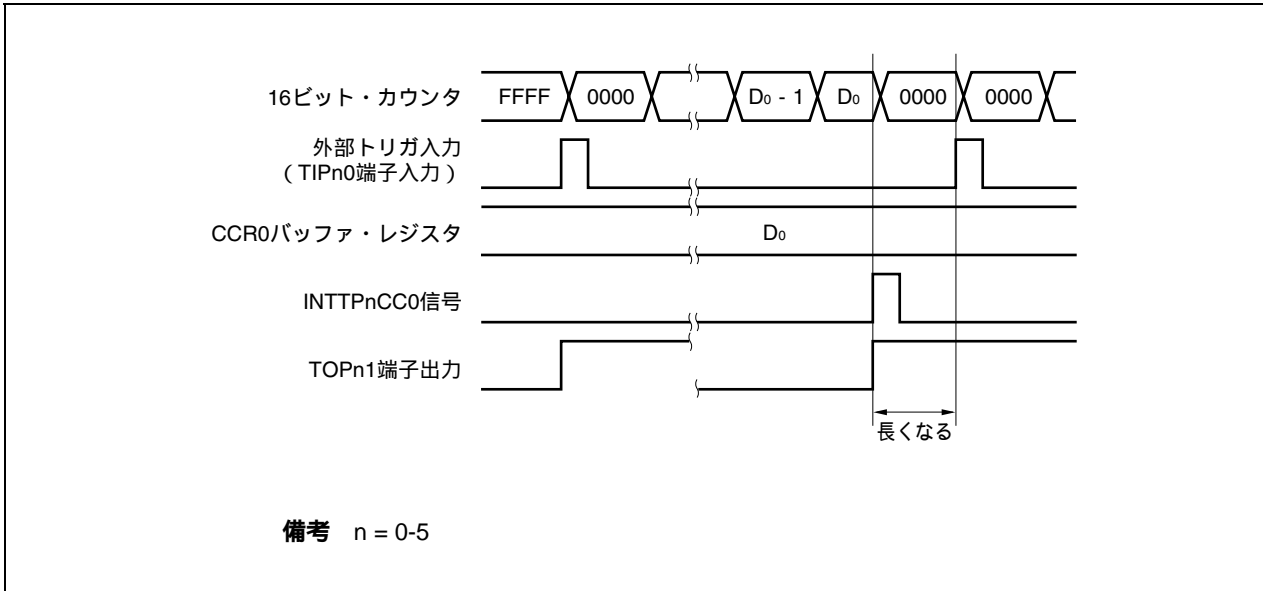 16ビット・カウンタ FFFF 0000 D0 - 1 D0 0000 0000
外部トリガ入力
(TIPn0端子入力)
CCR0バッファ・レジスタ D0
INTTPnCC0信号
TOPn1端子出力
長くなる
備考 n = 0-5